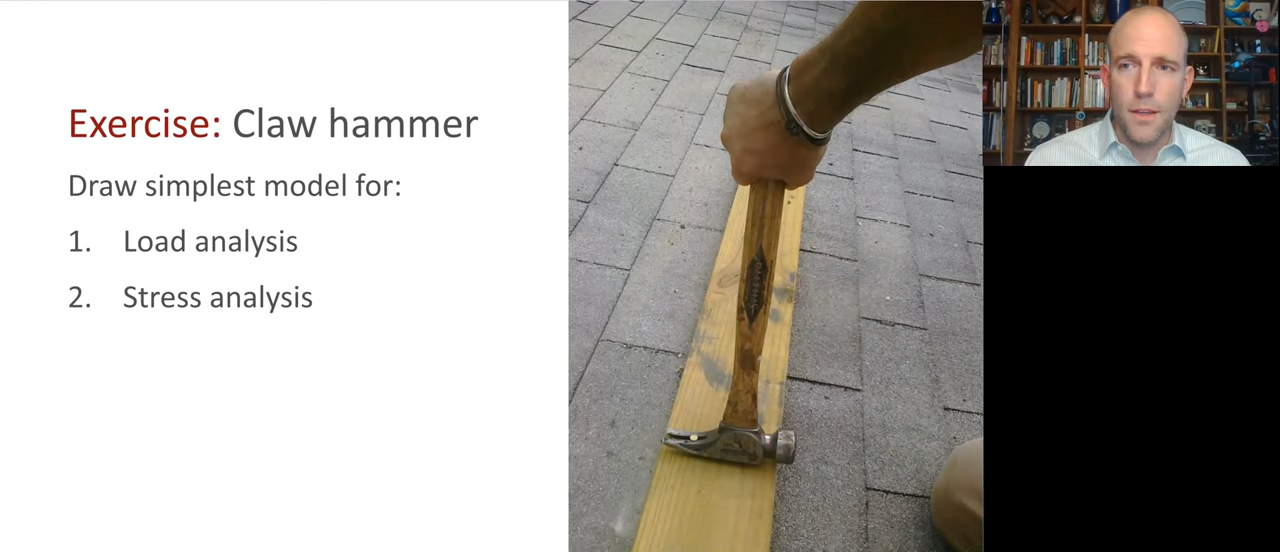 Exercise: Claw hammer
Draw simplest model for:
1. Load analysis
2. Stress analysis